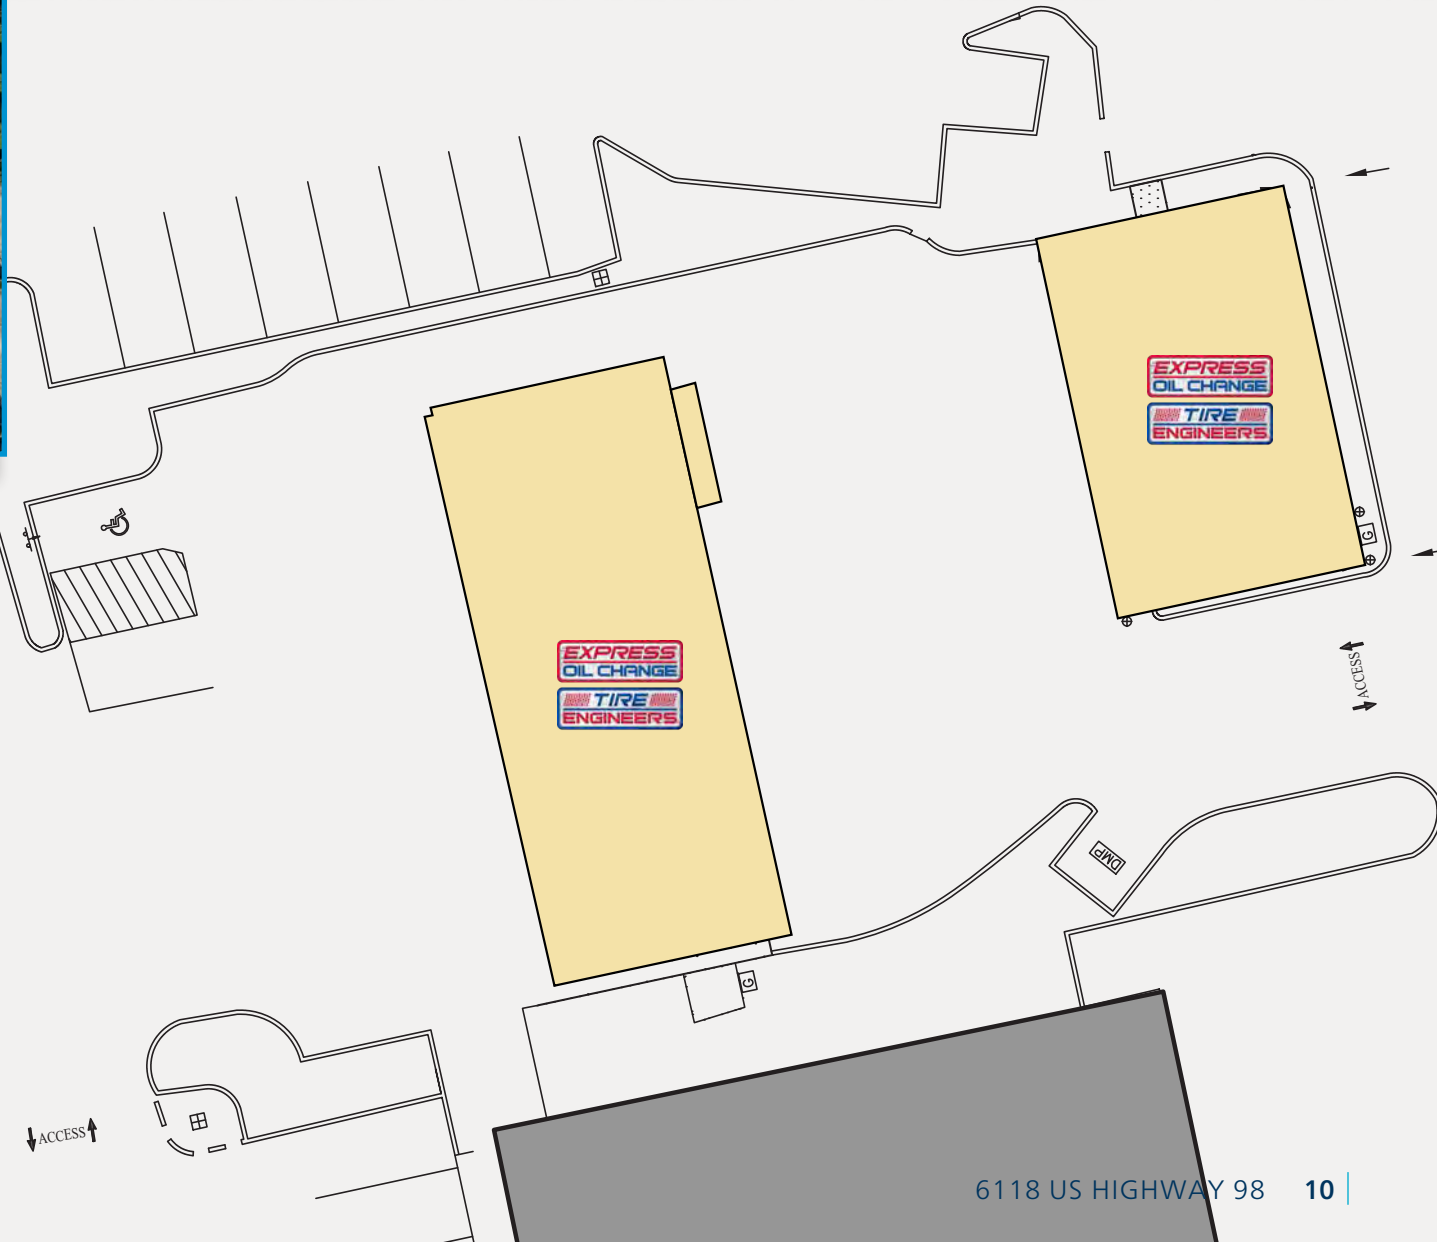 EXPRESS
OIL CHANGE
TIRE
ENGINEERS
G
ACCESS
EXPRESS
OIL CHANGE
TIRE
ENGINEERS
DMP
G
ACCESS
6118 US HIGHWAY 98 10